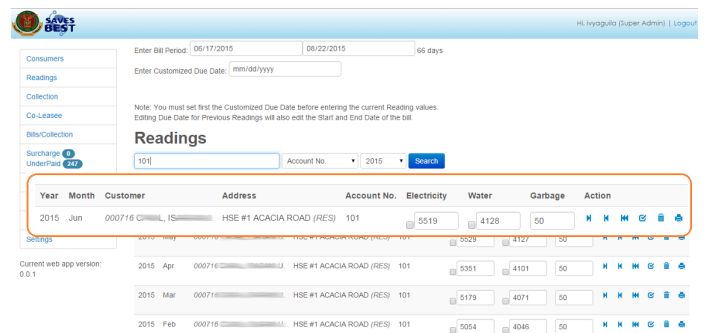 SAVES
BEST
Hi, ivyaguila (Super Admin) | Logout
Consumers
Readings
Collection
Co-Leasee
Bills/Collection
Surcharge 0
UnderPaid 247
Settings
Current web app version:
0.0.1
Enter Bill Period: 06/17/2015 08/22/2015 66 days
Enter Customized Due Date: mm/dd/yyyy
Note: You must set first the Customized Due Date before entering the current Reading values.
Editing Due Date for Previous Readings will also edit the Start and End Date of the bill.
Readings
101 Account No. 2015 Search
Year Month Customer Address Account No. Electricity Water Garbage Action
2015 Jun 000716 HSE #1 ACACIA ROAD (RES) 101 5519 4128 50
2015 May 5529 4127 50
2015 Apr 000716 HSE #1 ACACIA ROAD (RES) 101 5351 4101 50
2015 Mar 000716 HSE #1 ACACIA ROAD (RES) 101 5179 4071 50
2015 Feb 000716 HSE #1 ACACIA ROAD (RES) 101 5054 4046 50